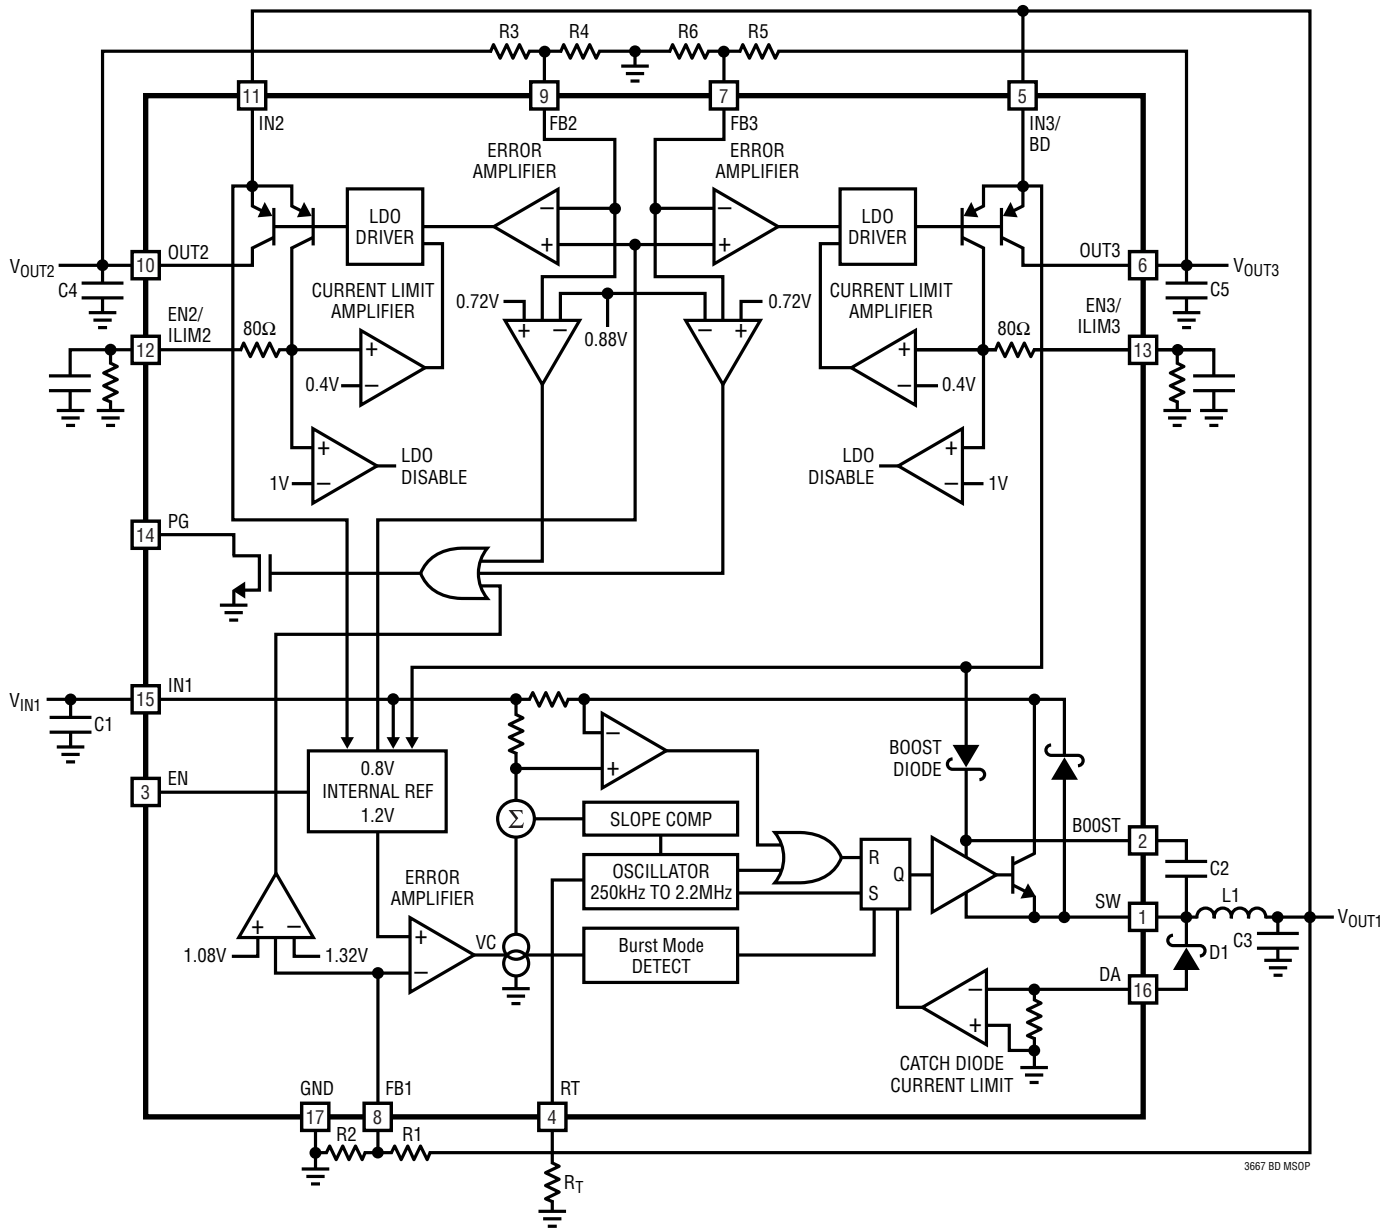 R3
R4
R6
R5
11
9
7
5
IN2
FB2
FB3
IN3/
BD
ERROR
AMPLIFIER
ERROR
AMPLIFIER
LDO
DRIVER
LDO
DRIVER
−
+
−
+
VOUT2
10
OUT2
OUT3
6
VOUT3
C4
C5
CURRENT LIMIT
AMPLIFIER
CURRENT LIMIT
AMPLIFIER
0.72V
0.88V
0.72V
+
−
−
+
EN2/
ILIM2
EN3/
ILIM3
12
80Ω
80Ω
13
+
−
0.4V
+
−
0.4V
+
−
1V
LDO
DISABLE
LDO
DISABLE
+
−
1V
14
PG
VIN1
15
IN1
C1
−
+
BOOST
DIODE
0.8V
INTERNAL REF
1.2V
3
EN
Σ
SLOPE COMP
OSCILLATOR
250kHz TO 2.2MHz
R
S
Q
BOOST
2
C2
ERROR
AMPLIFIER
SW
1
L1
VOUT1
C3
D1
+
−
1.08V
1.32V
+
−
VC
Burst Mode
DETECT
DA
16
−
+
CATCH DIODE
CURRENT LIMIT
GND
FB1
RT
17
8
4
R2
R1
RT
3667 BD MSOP